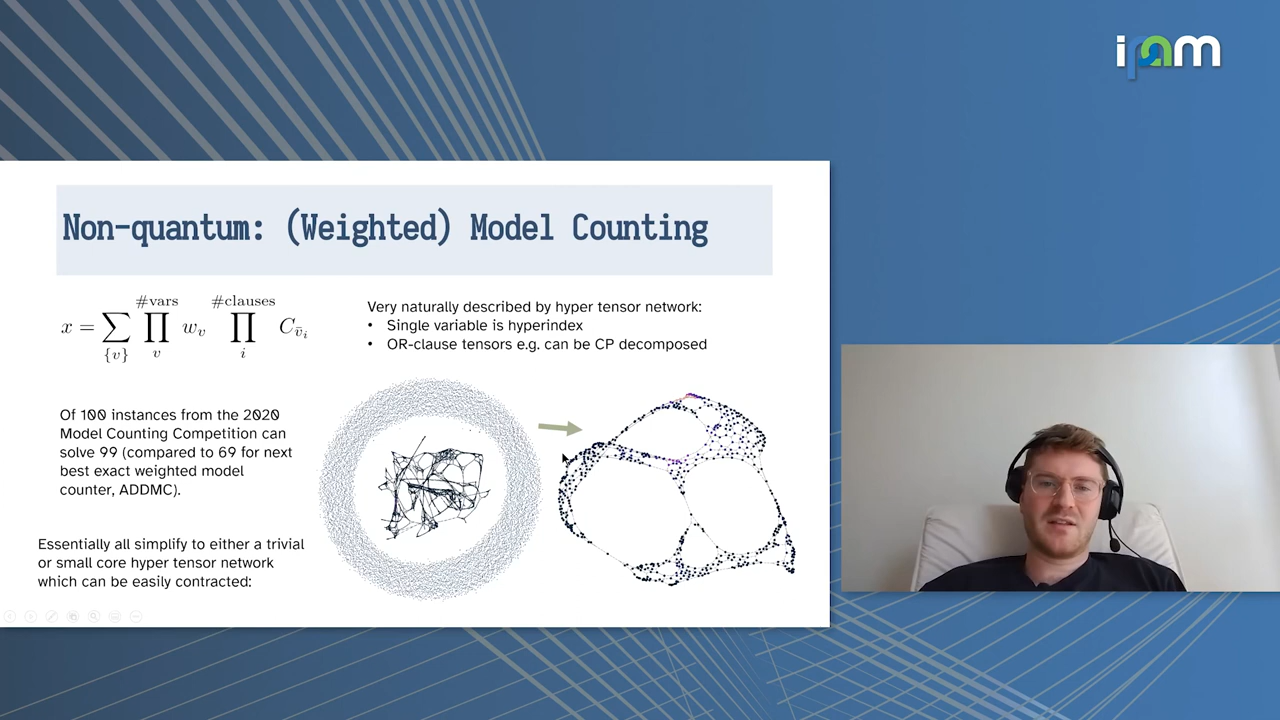 ipam
Non-quantum: (Weighted) Model Counting
#vars #clauses
x = ∑ ∏ w_v ∏ C_{v̄_i}
{v} v i
Very naturally described by hyper tensor network:
• Single variable is hyperindex
• OR-clause tensors e.g. can be CP decomposed
Of 100 instances from the 2020
Model Counting Competition can
solve 99 (compared to 69 for next
best exact weighted model
counter, ADDMC).
Essentially all simplify to either a trivial
or small core hyper tensor network
which can be easily contracted: